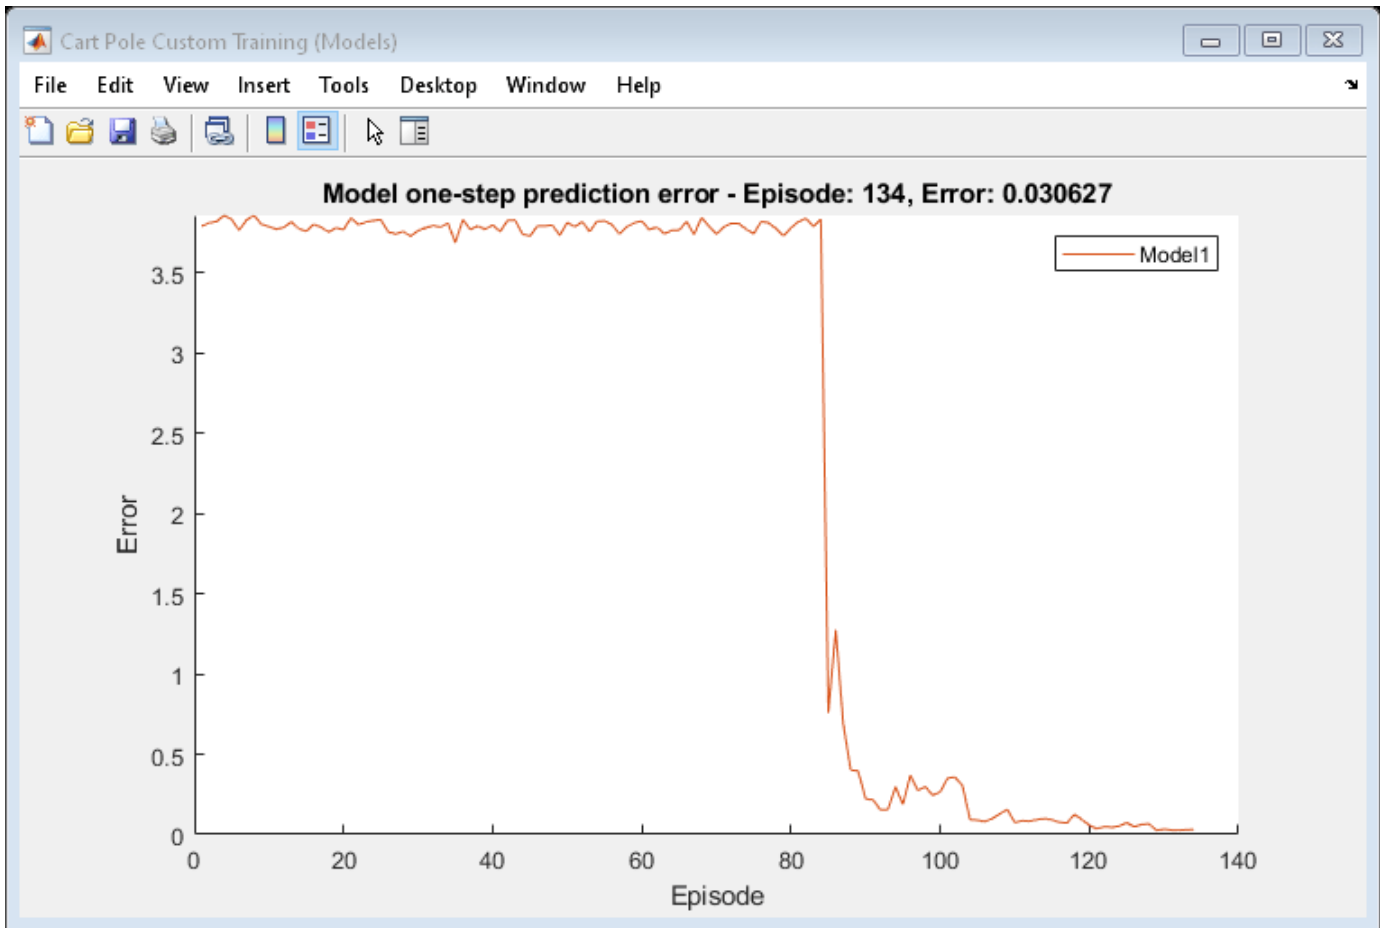 Cart Pole Custom Training (Models)
File Edit View Insert Tools Desktop Window Help
Model one-step prediction error - Episode: 134, Error: 0.030627
Model1
3.5
3
2.5
2
1.5
1
0.5
0
Error
0 20 40 60 80 100 120 140
Episode